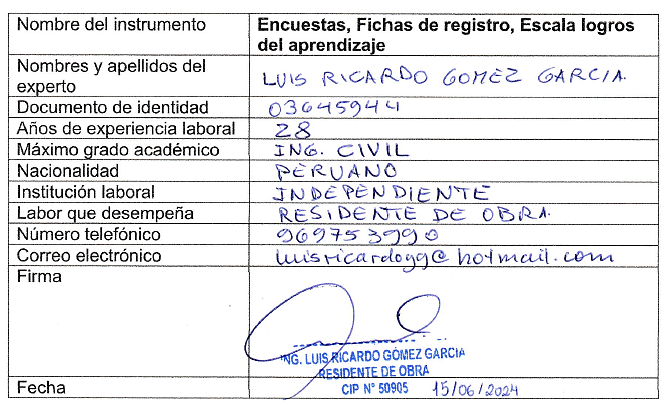 Nombre del instrumento Encuestas, Fichas de registro, Escala logros
del aprendizaje
Nombres y apellidos del
experto LUIS RICARDO GOMEZ GARCIA.
Documento de identidad 03645944
Años de experiencia laboral 28
Máximo grado académico ING. CIVIL
Nacionalidad PERUANO
Institución laboral INDEPENDIENTE
Labor que desempeña RESIDENTE DE OBRA.
Número telefónico 969753990
Correo electrónico luisricardogg@hotmail.com
Firma
ING. LUIS RICARDO GÓMEZ GARCIA
RESIDENTE DE OBRA
CIP N° 50905
Fecha 15/06/2024